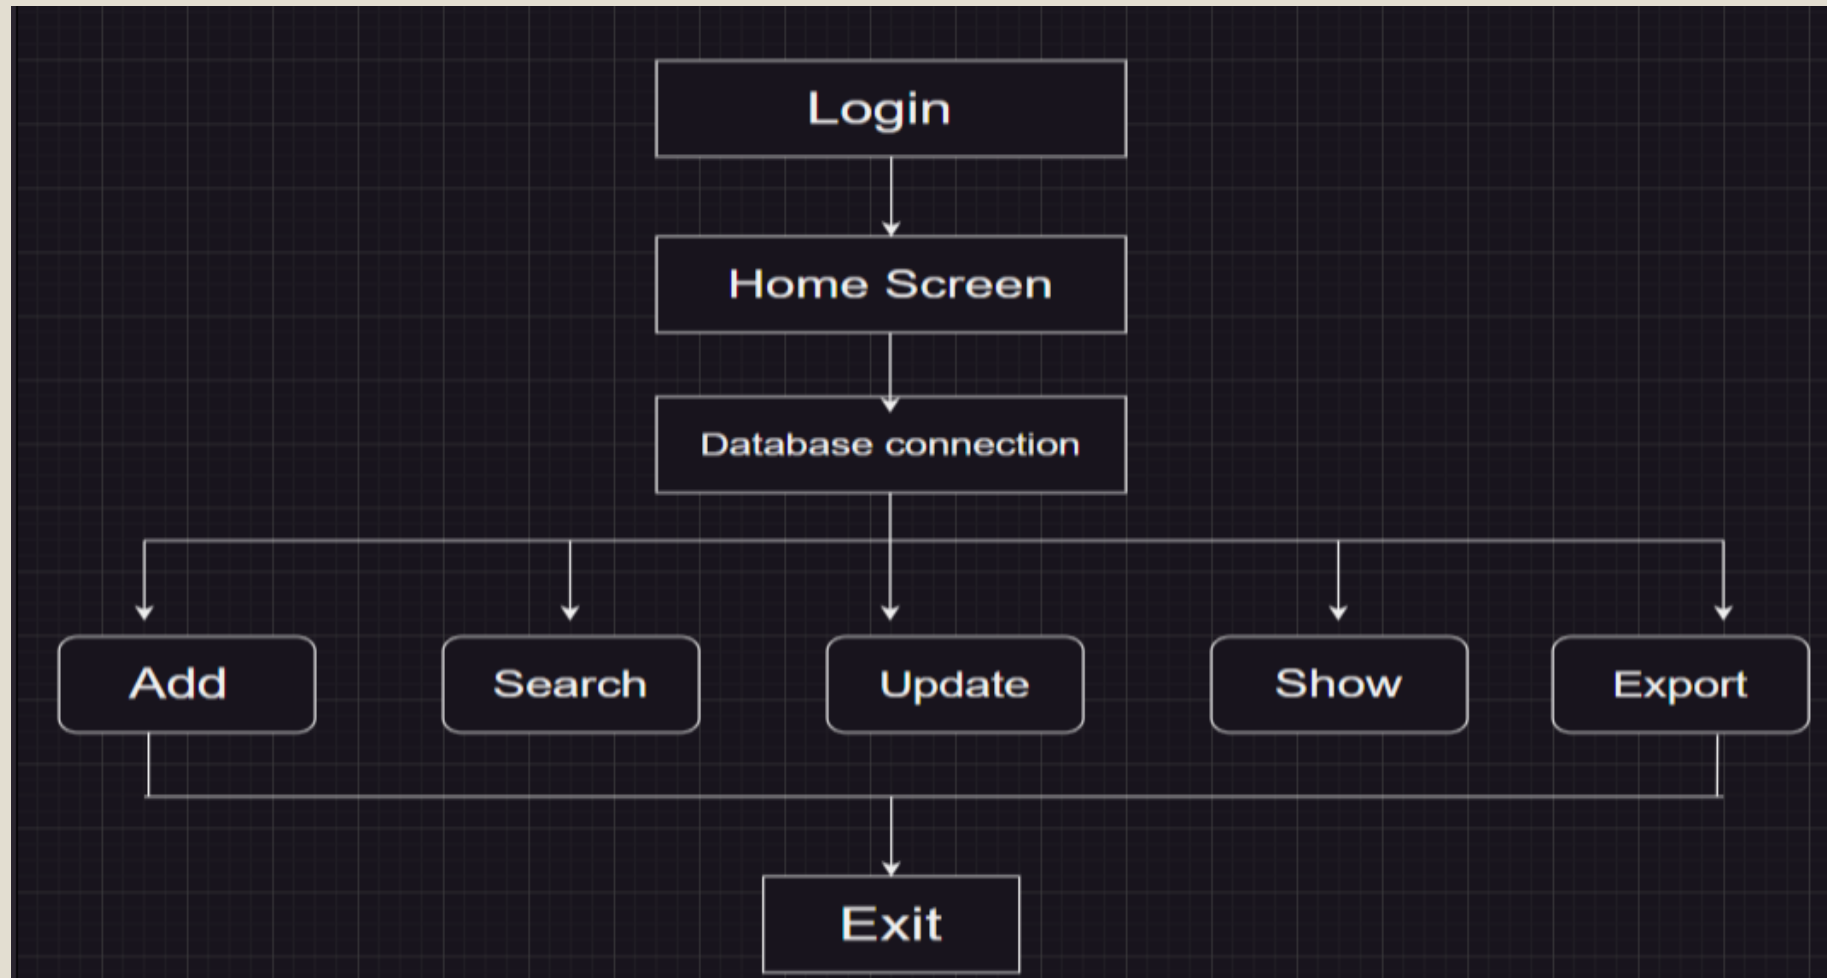 Login
Home Screen
Database connection
Add
Search
Update
Show
Export
Exit